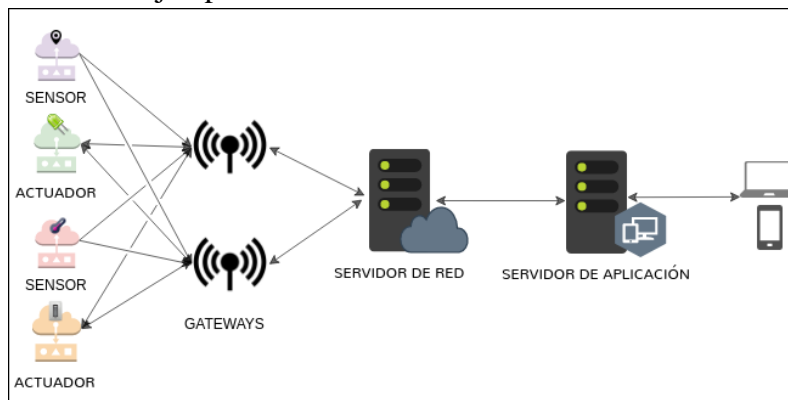 SENSOR
ACTUADOR
SENSOR
ACTUADOR
GATEWAYS
SERVIDOR DE RED
SERVIDOR DE APLICACIÓN